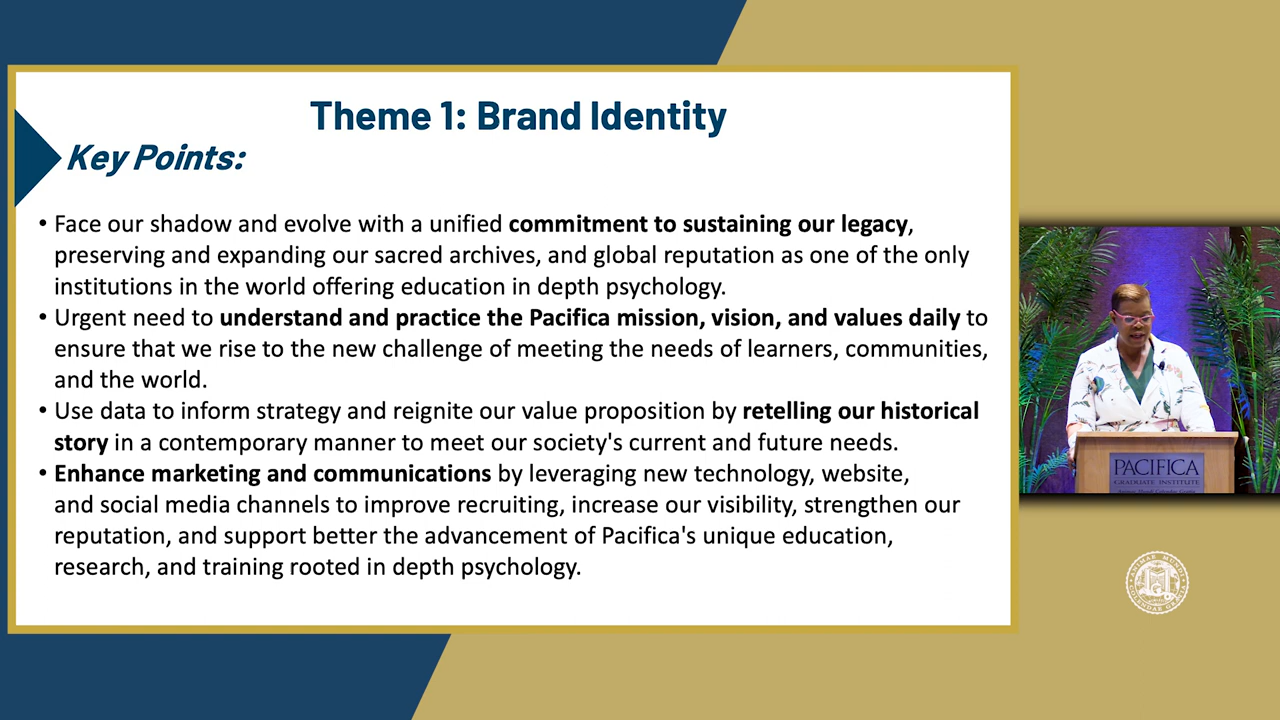 Theme 1: Brand Identity
Key Points:
• Face our shadow and evolve with a unified commitment to sustaining our legacy,
preserving and expanding our sacred archives, and global reputation as one of the only
institutions in the world offering education in depth psychology.
• Urgent need to understand and practice the Pacifica mission, vision, and values daily to
ensure that we rise to the new challenge of meeting the needs of learners, communities,
and the world.
• Use data to inform strategy and reignite our value proposition by retelling our historical
story in a contemporary manner to meet our society's current and future needs.
• Enhance marketing and communications by leveraging new technology, website,
and social media channels to improve recruiting, increase our visibility, strengthen our
reputation, and support better the advancement of Pacifica's unique education,
research, and training rooted in depth psychology.
PACIFICA
GRADUATE INSTITUTE
ANIMAE MUNDI
COLENDAE GRATIA